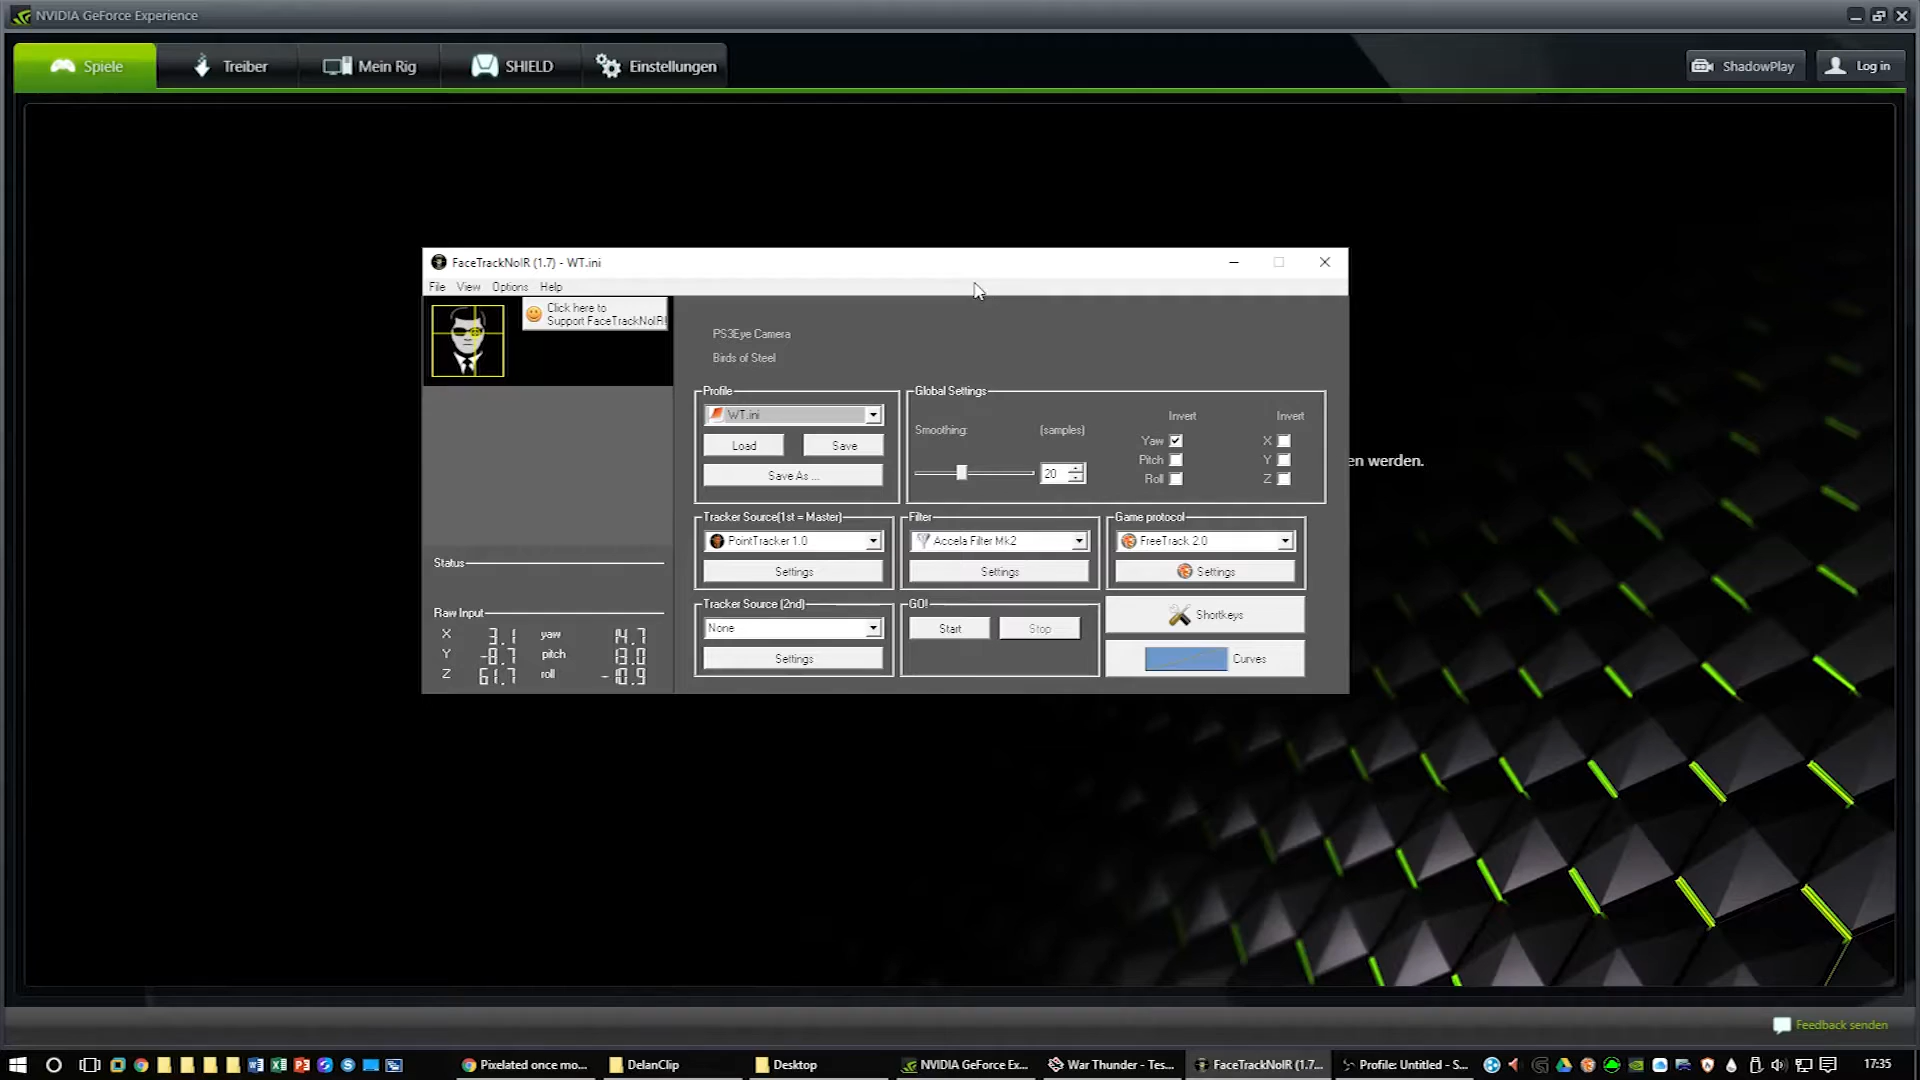 NVIDIA GeForce Experience
Spiele
Treiber
Mein Rig
SHIELD
Einstellungen
ShadowPlay
Log in
FaceTrackNoIR (1.7) - WT.ini
File View Options Help
Click here to
Support FaceTrackNoIR!
PS3Eye Camera
Birds of Steel
Profile
WT.ini
Load
Save
Save As ...
Global Settings
Smoothing:
(samples)
20
Invert
Yaw
Pitch
Roll
Invert
X
Y
Z
en werden.
Tracker Source(1st = Master)
PointTracker 1.0
Settings
Filter
Accela Filter Mk2
Settings
Game protocol
FreeTrack 2.0
Settings
Status
Raw Input
X 3.1 yaw 14.7
Y -8.7 pitch 13.0
Z 61.7 roll -10.9
Tracker Source (2nd)
None
Settings
GO!
Start
Stop
Shortkeys
Curves
Feedback senden
Pixelated once mo...
DelanClip
Desktop
NVIDIA GeForce Ex...
War Thunder - Tes...
FaceTrackNoIR (1.7...
Profile: Untitled - S...
17:35